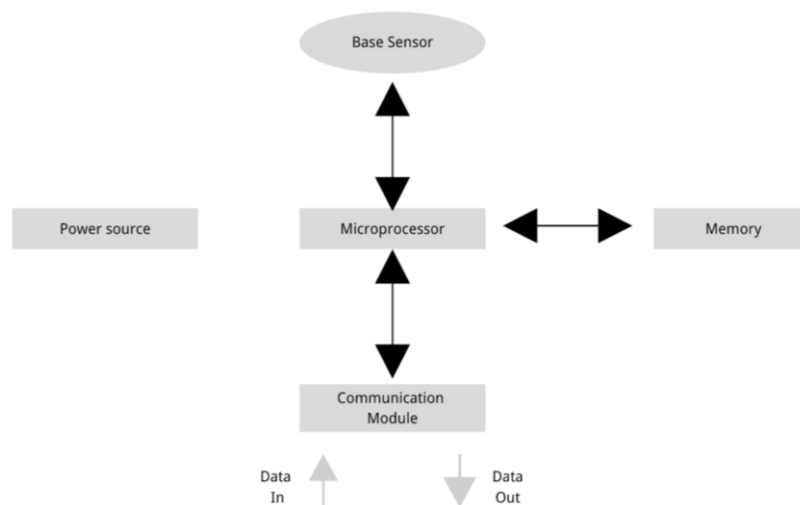 Base Sensor
Power source
Microprocessor
Memory
Communication
Module
Data
In
Data
Out